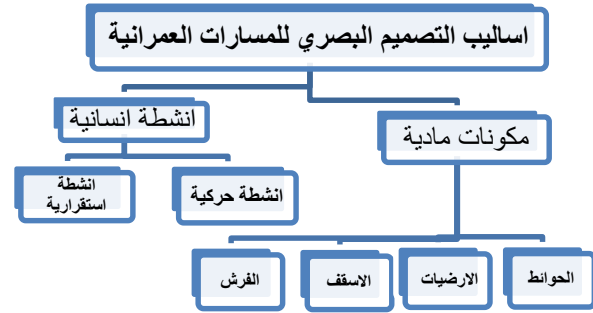 اساليب التصميم البصري للمسارات العمرانية
مكونات مادية
انشطة انسانية
انشطة حركية
انشطة
استقرارية
الحوائط
الارضيات
الاسقف
الفرش